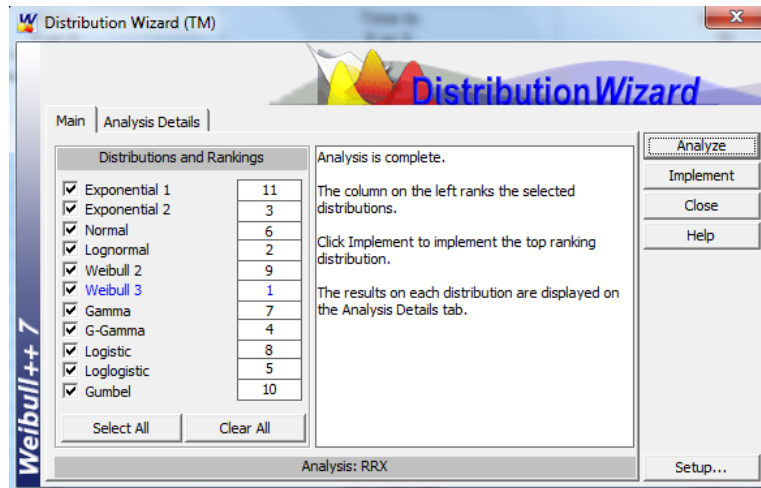 Distribution Wizard (TM)
Distribution Wizard
Main
Analysis Details
Distributions and Rankings
Exponential 1 11
Exponential 2 3
Normal 6
Lognormal 2
Weibull 2 9
Weibull 3 1
Gamma 7
G-Gamma 4
Logistic 8
Loglogistic 5
Gumbel 10
Select All
Clear All
Analysis is complete.
The column on the left ranks the selected
distributions.
Click Implement to implement the top ranking
distribution.
The results on each distribution are displayed on
the Analysis Details tab.
Analyze
Implement
Close
Help
Analysis: RRX
Setup...
Weibull++ 7